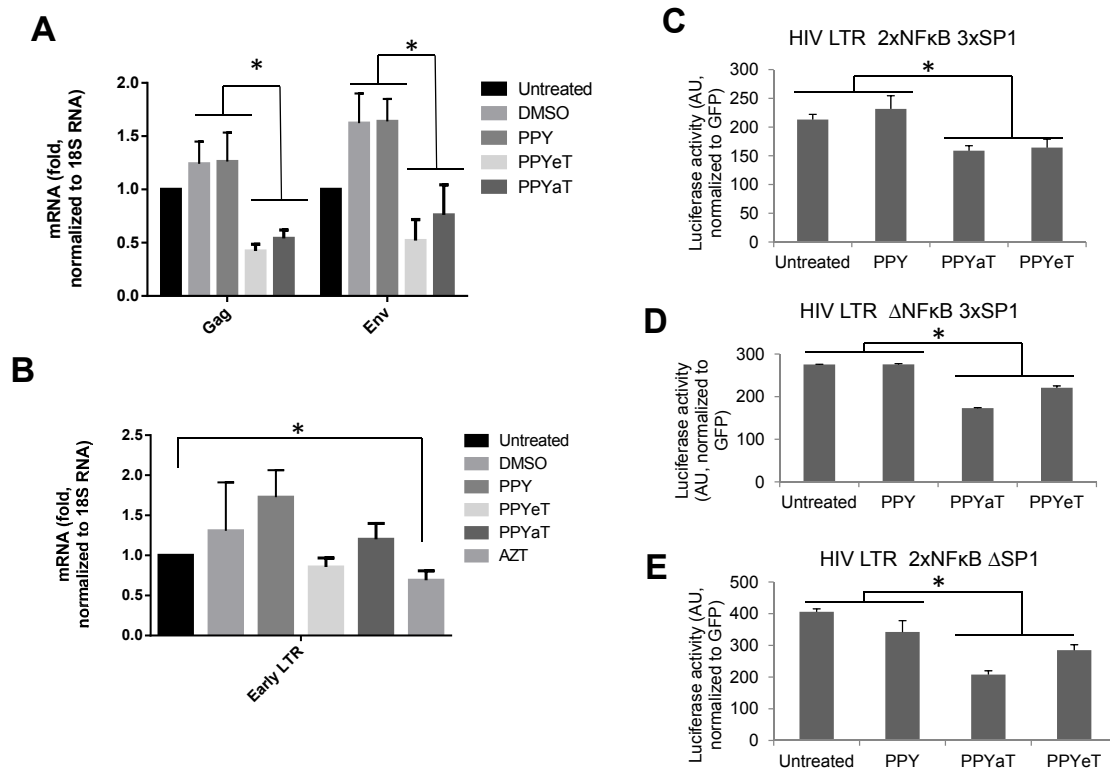 A
mRNA (fold,
normalized to 18S RNA)
2.0
1.5
1.0
0.5
0.0
*
*
Gag
Env
Untreated
DMSO
PPY
PPYeT
PPYaT
B
mRNA (fold,
normalized to 18S RNA)
2.5
2.0
1.5
1.0
0.5
0.0
*
Early LTR
Untreated
DMSO
PPY
PPYeT
PPYaT
AZT
C
HIV LTR 2xNFκB 3xSP1
Luciferase activity (AU,
normalized to GFP)
300
250
200
150
100
50
0
*
Untreated PPY PPYaT PPYeT
D
HIV LTR ΔNFκB 3xSP1
Luciferase activity
(AU, normalized to
GFP)
300
200
100
0
*
Untreated PPY PPYaT PPYeT
E
HIV LTR 2xNFκB ΔSP1
Luciferase activity (AU,
normalized to GFP)
500
400
300
200
100
0
*
Untreated PPY PPYaT PPYeT